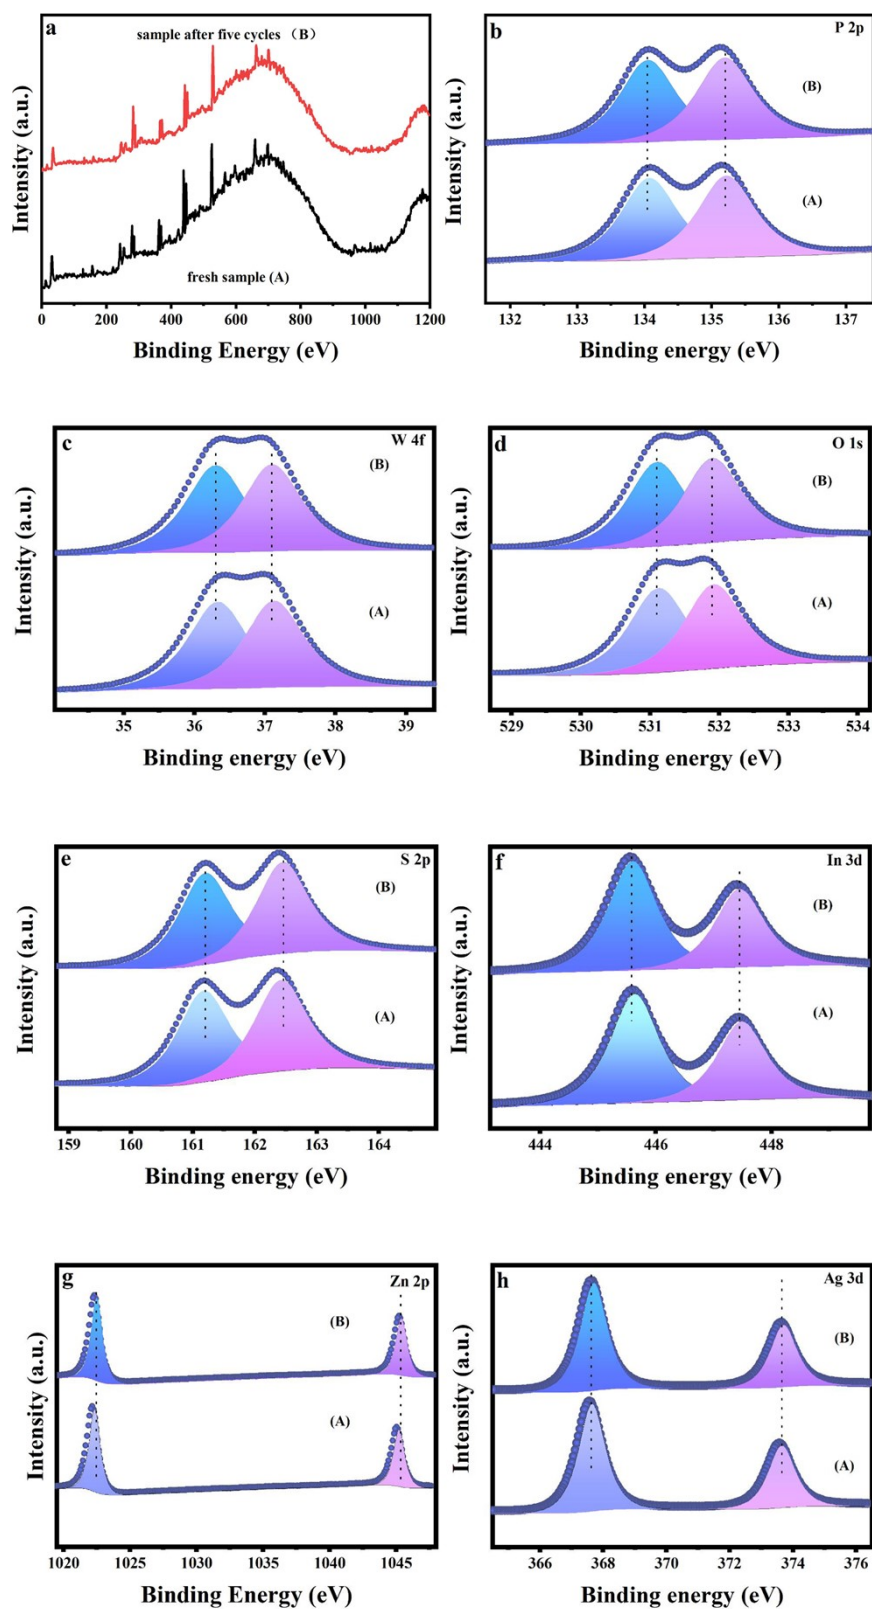 a
sample after five cycles （B）
fresh sample (A)
Intensity (a.u.)
0 200 400 600 800 1000 1200
Binding Energy (eV)
b
P 2p
(B)
(A)
Intensity (a.u.)
132 133 134 135 136 137
Binding energy (eV)
c
W 4f
(B)
(A)
Intensity (a.u.)
35 36 37 38 39
Binding energy (eV)
d
O 1s
(B)
(A)
Intensity (a.u.)
529 530 531 532 533 534
Binding energy (eV)
e
S 2p
(B)
(A)
Intensity (a.u.)
159 160 161 162 163 164
Binding energy (eV)
f
In 3d
(B)
(A)
Intensity (a.u.)
444 446 448
Binding energy (eV)
g
Zn 2p
(B)
(A)
Intensity (a.u.)
1020 1025 1030 1035 1040 1045
Binding Energy (eV)
h
Ag 3d
(B)
(A)
Intensity (a.u.)
366 368 370 372 374 376
Binding energy (eV)